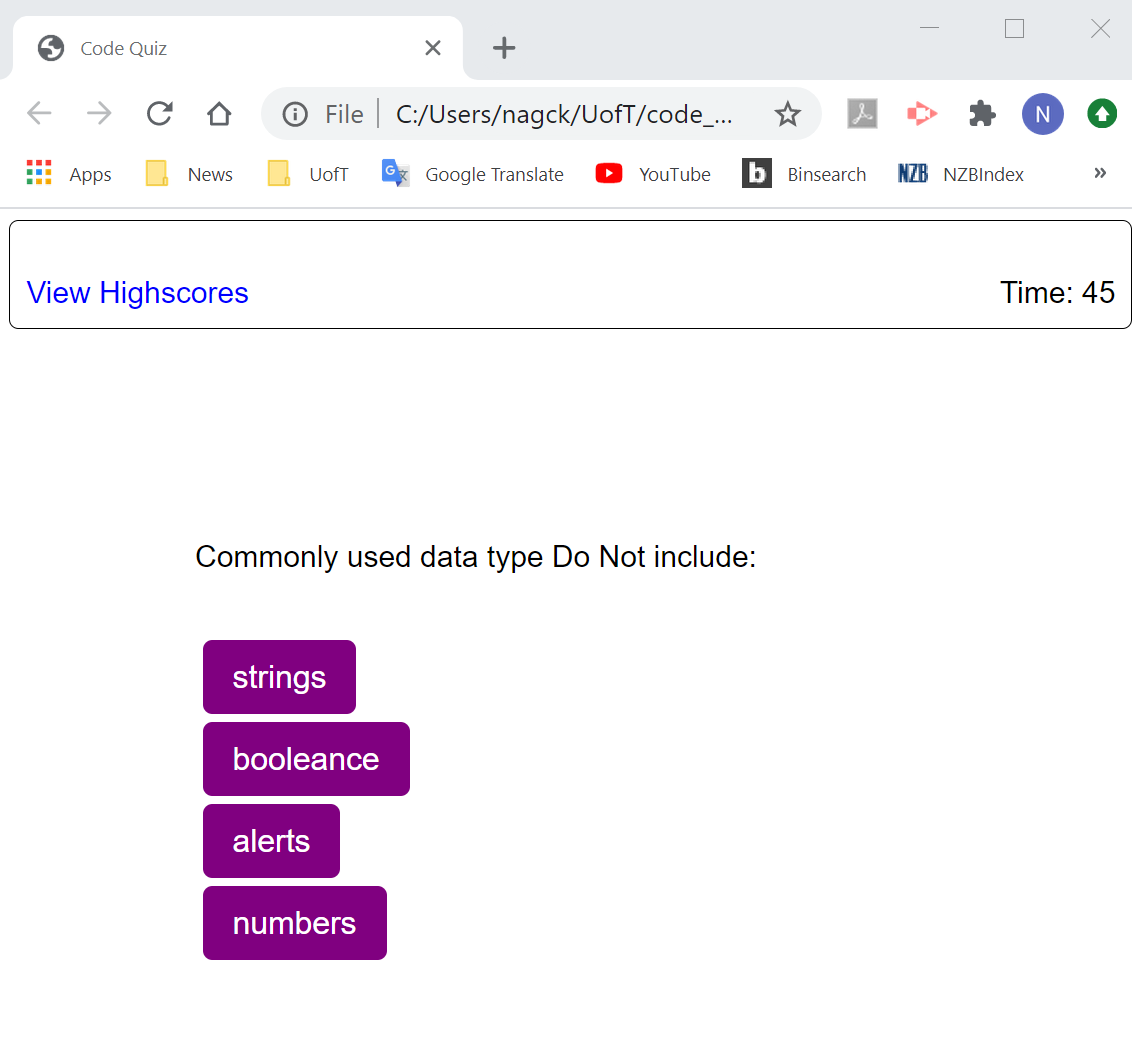 Code Quiz
File C:/Users/nagck/UofT/code_... N
Apps News UofT Google Translate YouTube b Binsearch NZB NZBIndex »
View Highscores Time: 45
Commonly used data type Do Not include:
strings
booleance
alerts
numbers